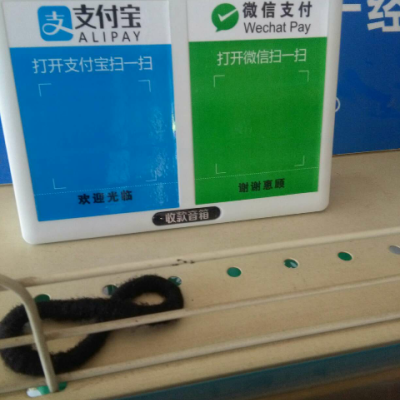 支付宝
ALIPAY
打开支付宝扫一扫
欢迎光临
微信支付
Wechat Pay
打开微信扫一扫
谢谢惠顾
收款音箱